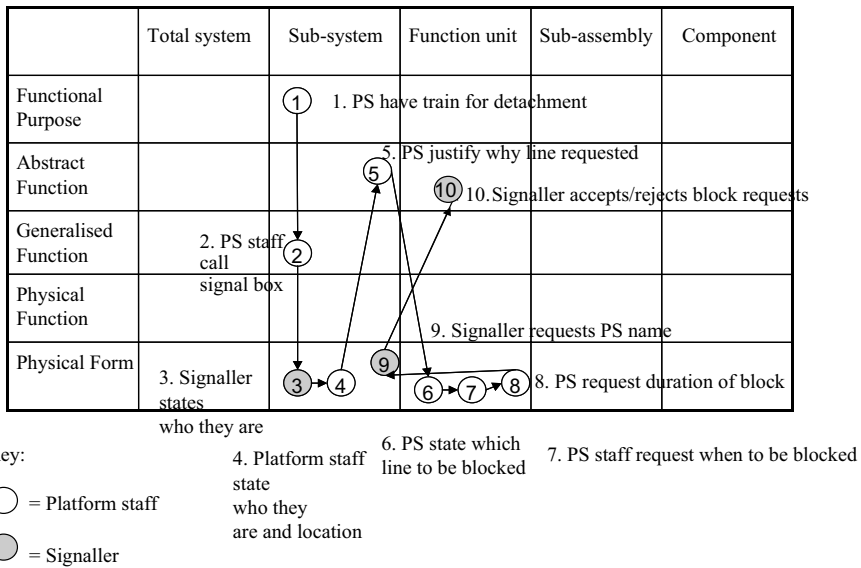 Total system Sub-system Function unit Sub-assembly Component
Functional
Purpose
1
1. PS have train for detachment
Abstract
Function
5. PS justify why line requested
5
10
10.Signaller accepts/rejects block requests
Generalised
Function
2. PS staff
call
signal box
2
Physical
Function
9. Signaller requests PS name
Physical Form
3. Signaller
states
who they are
3
4
9
6
7
8
8. PS request duration of block
ey:
4. Platform staff
state
who they
are and location
6. PS state which
line to be blocked
7. PS staff request when to be blocked
= Platform staff
= Signaller